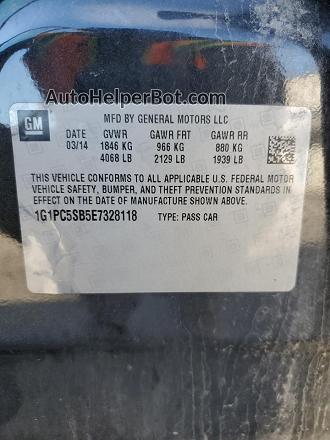 AutoHelperBot.com
GM
MFD BY GENERAL MOTORS LLC
DATE GVWR GAWR FRT GAWR RR
03/14 1846 KG 966 KG 880 KG
4068 LB 2129 LB 1939 LB
THIS VEHICLE CONFORMS TO ALL APPLICABLE U.S. FEDERAL MOTOR
VEHICLE SAFETY, BUMPER, AND THEFT PREVENTION STANDARDS IN
EFFECT ON THE DATE OF MANUFACTURE SHOWN ABOVE.
1G1PC5SB5E7328118 TYPE: PASS CAR